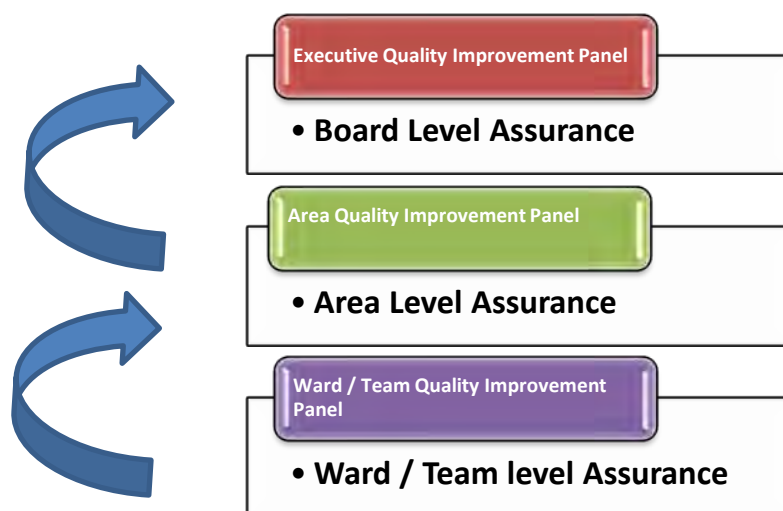 Executive Quality Improvement Panel
• Board Level Assurance
Area Quality Improvement Panel
• Area Level Assurance
Ward / Team Quality Improvement
Panel
• Ward / Team level Assurance